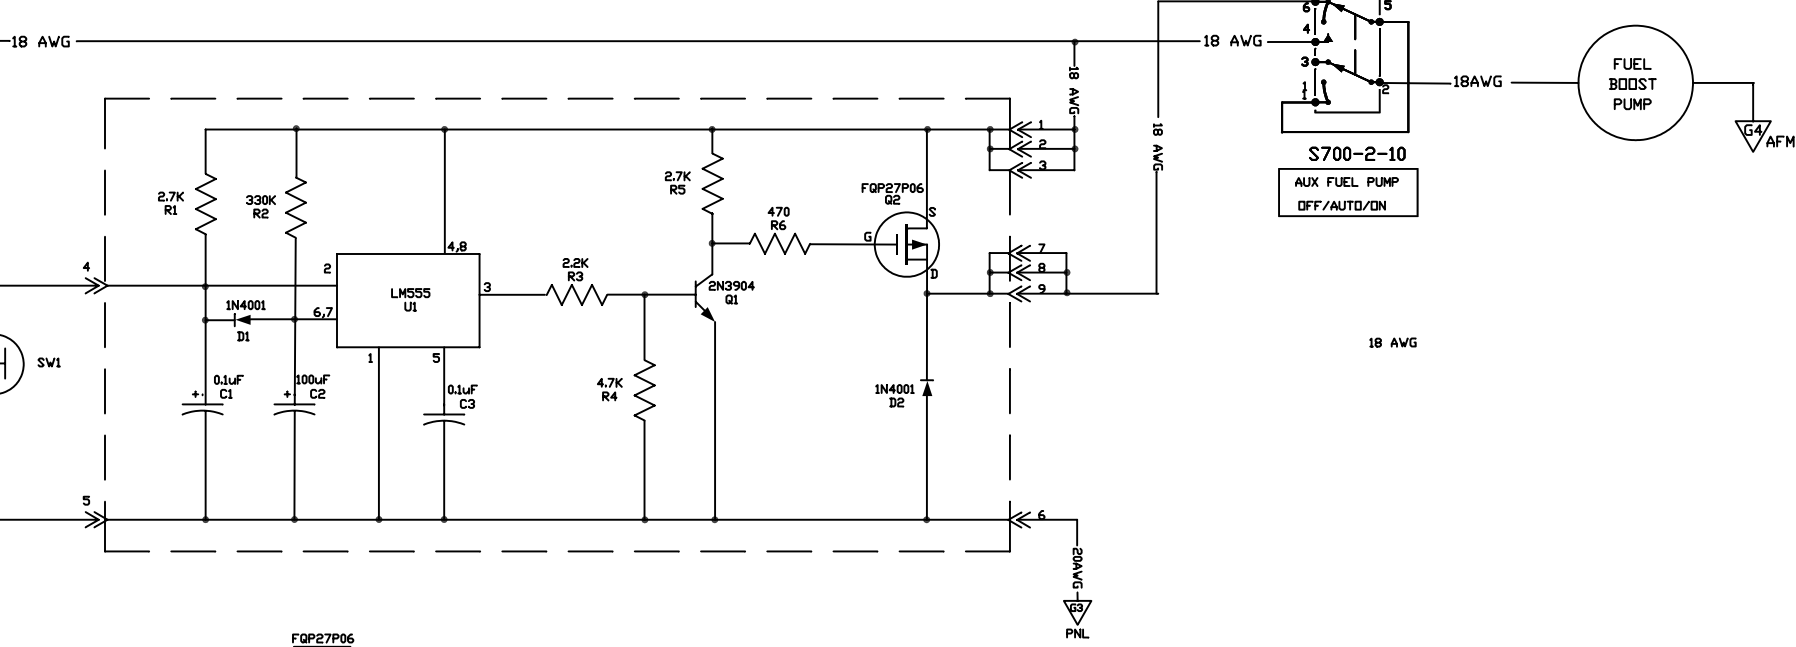 18 AWG
18 AWG
6
5
4
3
1
1
2
18AWG
FUEL
BOOST
PUMP
G4
AFM
S700-2-10
AUX FUEL PUMP
OFF/AUTO/ON
18 AWG
18 AWG
1
2
3
2.7K
R1
330K
R2
2.7K
R5
470
R6
FQP27P06
Q2
S
G
D
7
8
9
4
2
4,8
LM555
U1
3
6,7
1
5
1N4001
D1
2.2K
R3
2N3904
Q1
SW1
0.1uF
+
C1
100uF
+
C2
0.1uF
C3
4.7K
R4
1N4001
D2
18 AWG
5
6
20AWG
G3
PNL
FQP27P06